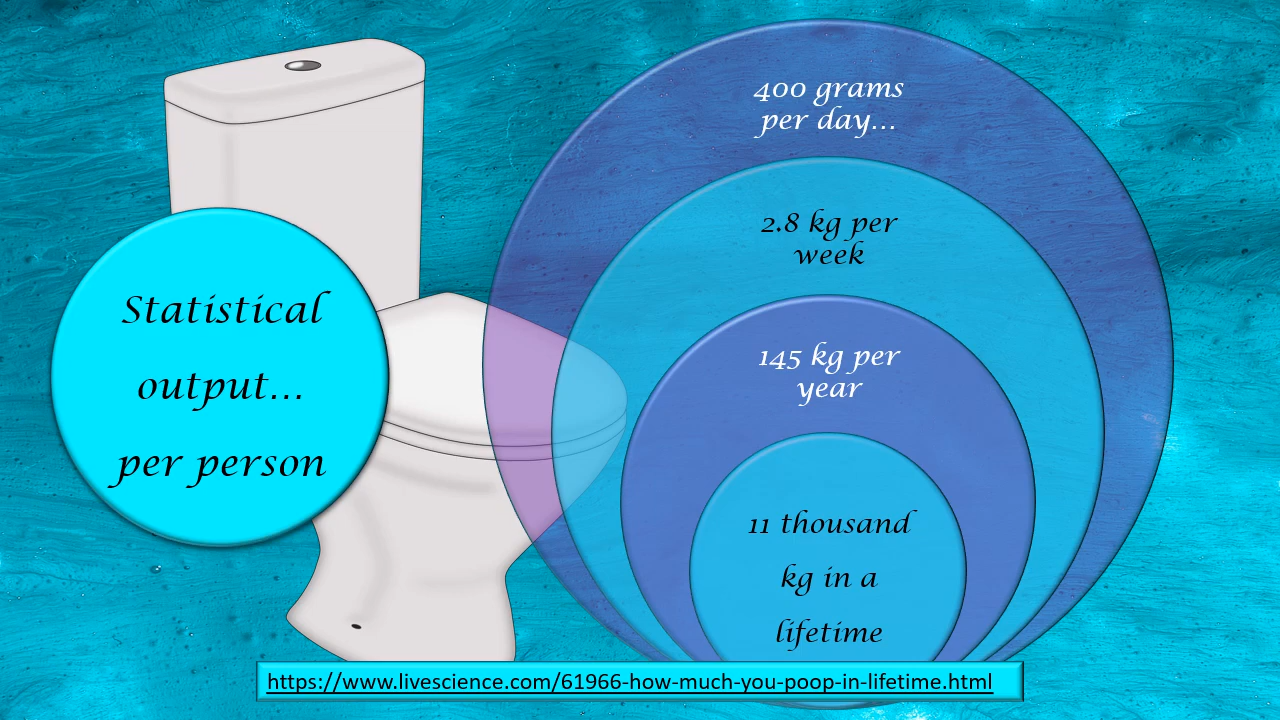 Statistical
output...
per person
400 grams
per day...
2.8 kg per
week
145 kg per
year
11 thousand
kg in a
lifetime
https://www.livescience.com/61966-how-much-you-poop-in-lifetime.html